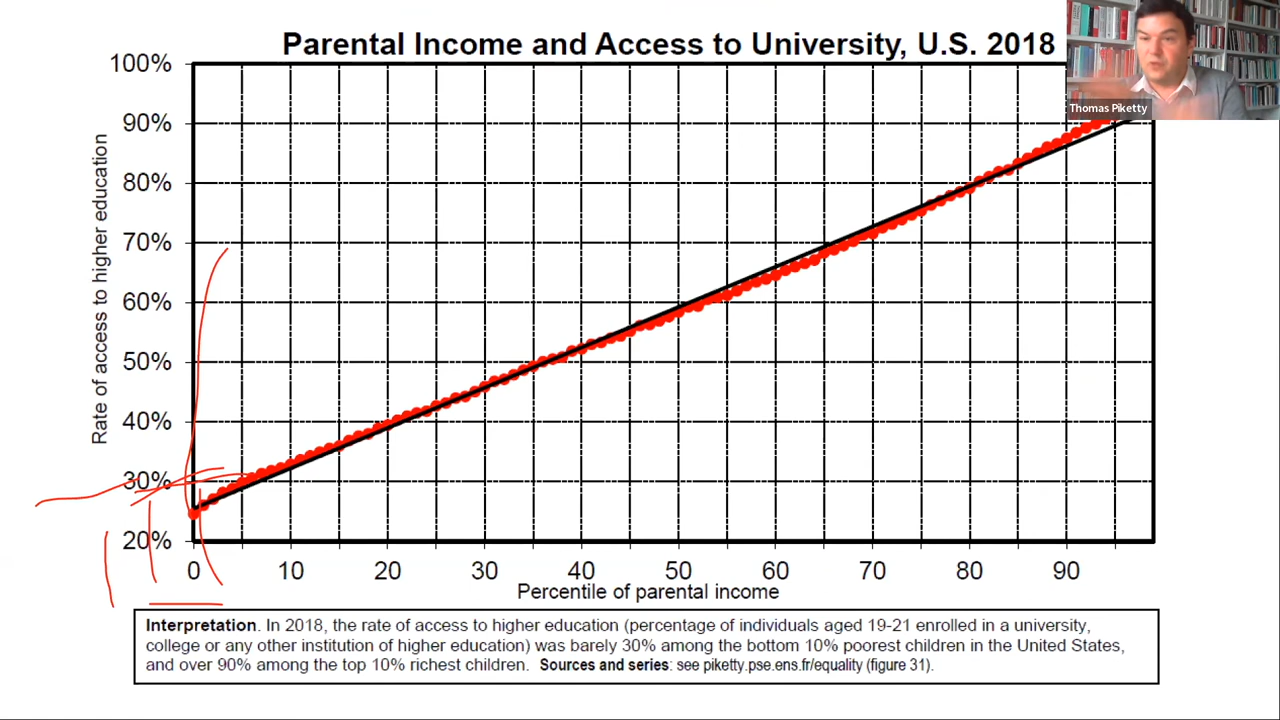 Parental Income and Access to University, U.S. 2018
Thomas Piketty
Rate of access to higher education
100%
90%
80%
70%
60%
50%
40%
30%
20%
0 10 20 30 40 50 60 70 80 90
Percentile of parental income
Interpretation. In 2018, the rate of access to higher education (percentage of individuals aged 19-21 enrolled in a university,
college or any other institution of higher education) was barely 30% among the bottom 10% poorest children in the United States,
and over 90% among the top 10% richest children. Sources and series: see piketty.pse.ens.fr/equality (figure 31).